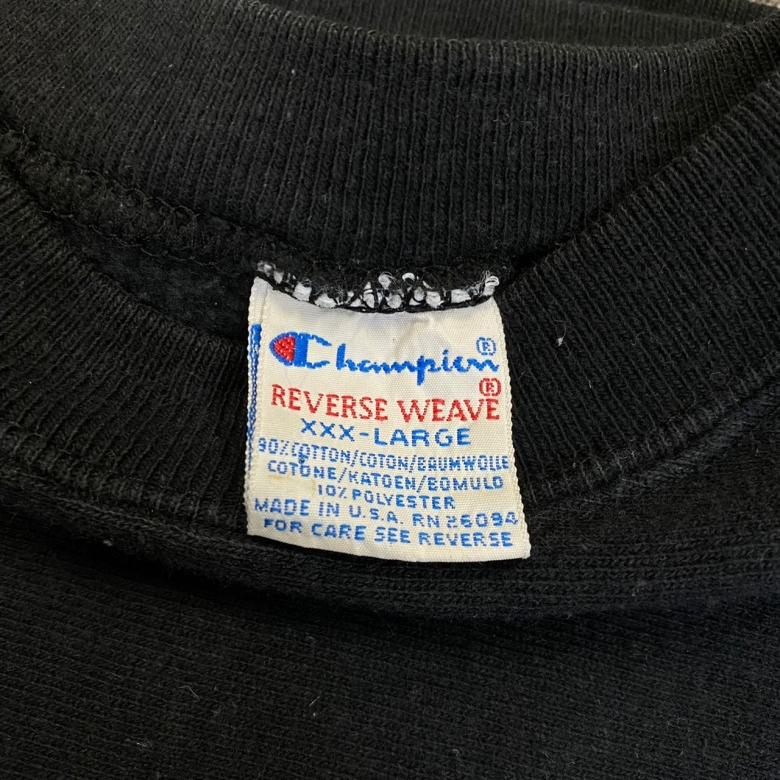 Champion®
REVERSE WEAVE®
XXX-LARGE
90% COTTON/COTON/BAUMWOLLE
COTONE/KATOEN/BOMULD
10% POLYESTER
MADE IN U.S.A. RN 26094
FOR CARE SEE REVERSE